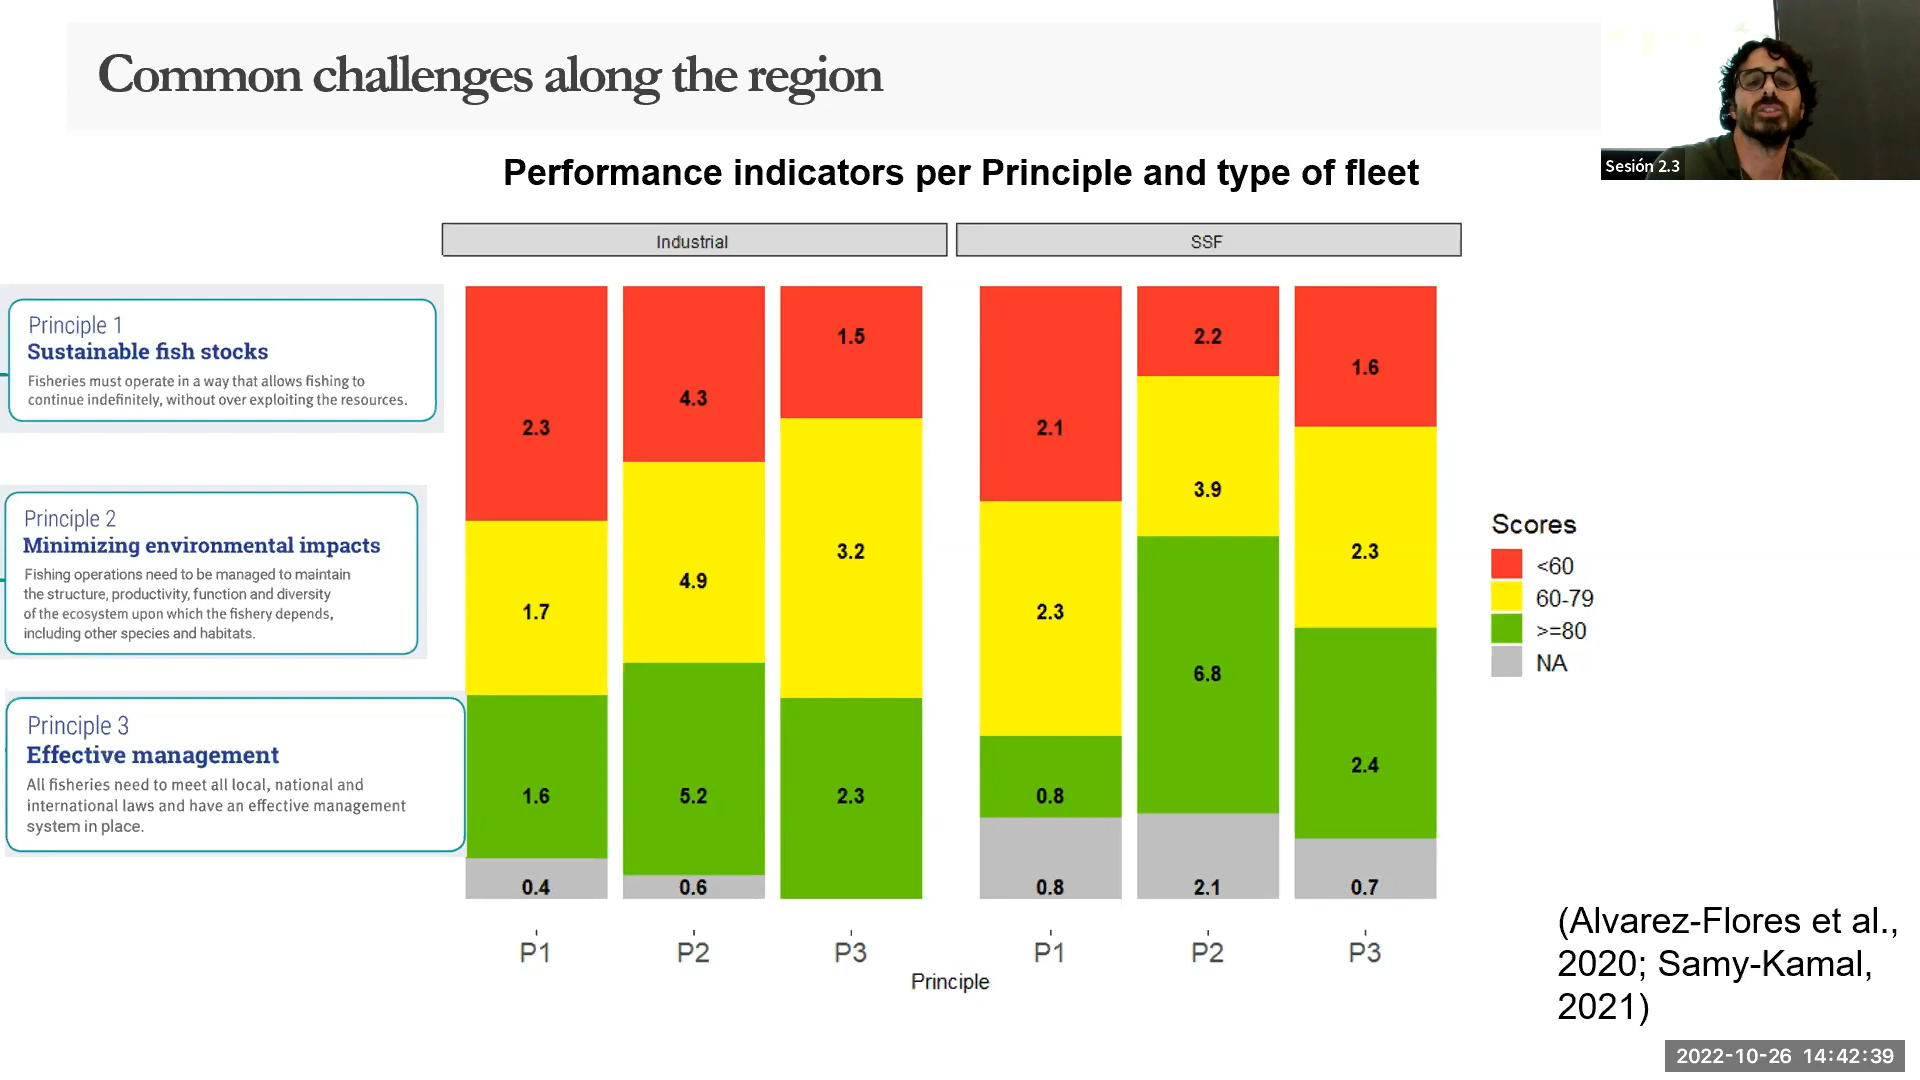 Common challenges along the region
Sesión 2.3
Performance indicators per Principle and type of fleet
Industrial
SSF
Principle 1
Sustainable fish stocks
Fisheries must operate in a way that allows fishing to
continue indefinitely, without over exploiting the resources.
Principle 2
Minimizing environmental impacts
Fishing operations need to be managed to maintain
the structure, productivity, function and diversity
of the ecosystem upon which the fishery depends,
including other species and habitats.
Principle 3
Effective management
All fisheries need to meet all local, national and
international laws and have an effective management
system in place.
2.3
1.7
1.6
0.4
4.3
4.9
5.2
0.6
1.5
3.2
2.3
2.1
2.3
0.8
0.8
2.2
3.9
6.8
2.1
1.6
2.3
2.4
0.7
P1
P2
P3
P1
P2
P3
Principle
Scores
<60
60-79
>=80
NA
(Alvarez-Flores et al.,
2020; Samy-Kamal,
2021)
2022-10-26 14:42:39